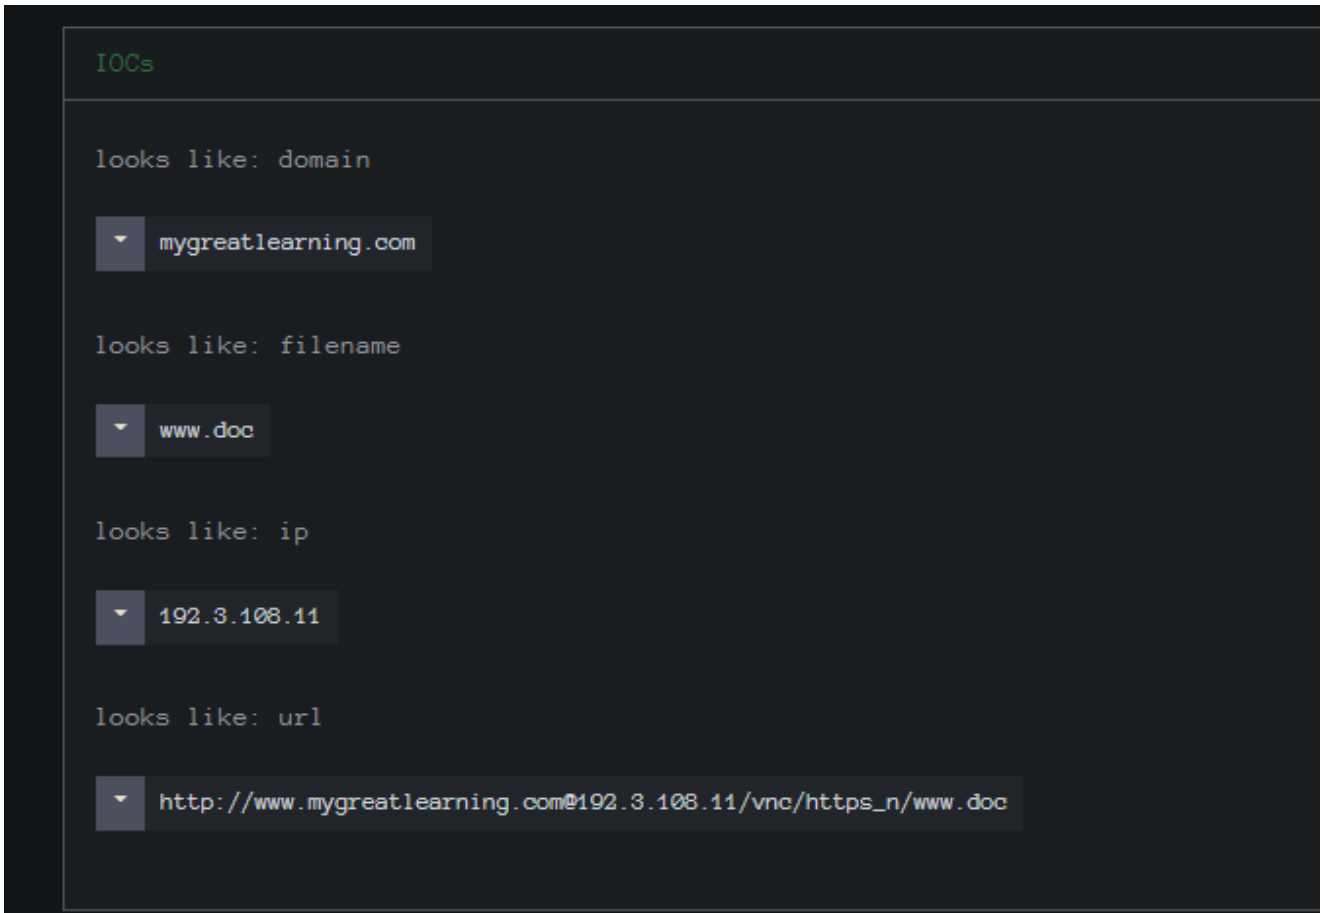 IOCs
looks like: domain
mygreatlearning.com
looks like: filename
www.doc
looks like: ip
192.3.108.11
looks like: url
http://www.mygreatlearning.com@192.3.108.11/vnc/https_n/www.doc